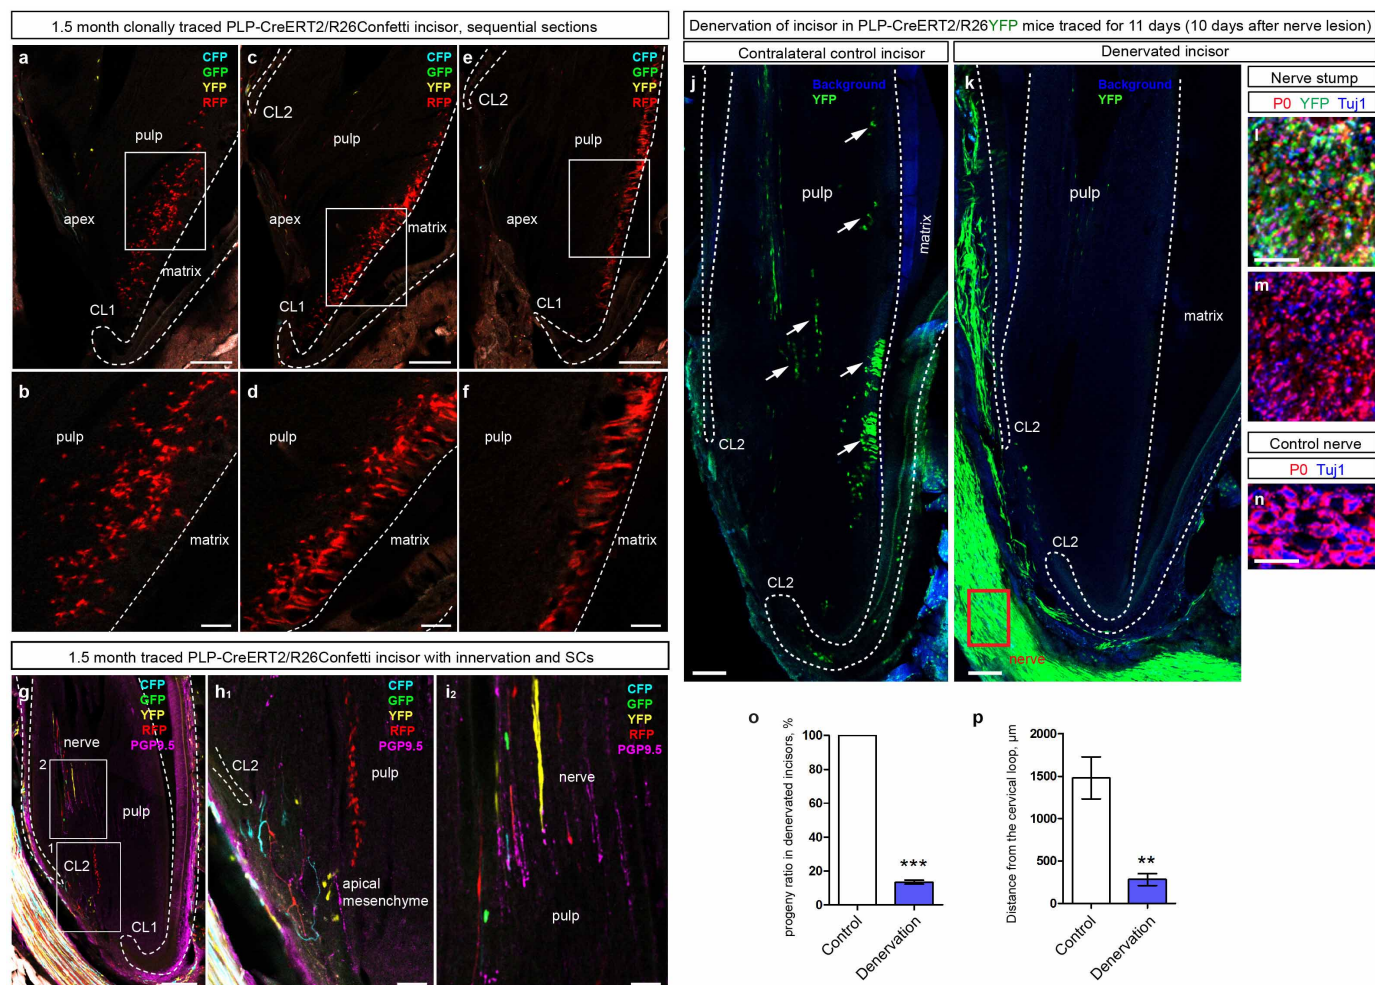 1.5 month clonally traced PLP-CreERT2/R26Confetti incisor, sequential sections
a
CFP
GFP
YFP
RFP
pulp
apex
matrix
CL1
c
CFP
GFP
YFP
RFP
CL2
pulp
matrix
CL1
e
CFP
GFP
YFP
RFP
CL2
pulp
apex
matrix
CL1
b
pulp
matrix
d
pulp
matrix
f
pulp
matrix
1.5 month traced PLP-CreERT2/R26Confetti incisor with innervation and SCs
g
CFP
GFP
YFP
RFP
PGP9.5
nerve
2
pulp
1
CL2
CL1
h1
CFP
GFP
YFP
RFP
PGP9.5
CL2
pulp
apical
mesenchyme
i2
CFP
GFP
YFP
RFP
PGP9.5
nerve
pulp
Denervation of incisor in PLP-CreERT2/R26YFP mice traced for 11 days (10 days after nerve lesion)
Contralateral control incisor
j
Background
YFP
pulp
matrix
CL2
CL2
Denervated incisor
k
Background
YFP
pulp
matrix
CL2
CL2
nerve
Nerve stump
P0 YFP Tuj1
l
m
Control nerve
P0 Tuj1
n
o
progeny ratio in denervated incisors, %
100
80
60
40
20
0
***
Control
Denervation
p
Distance from the cervical loop, µm
2000
1500
1000
500
0
**
Control
Denervation